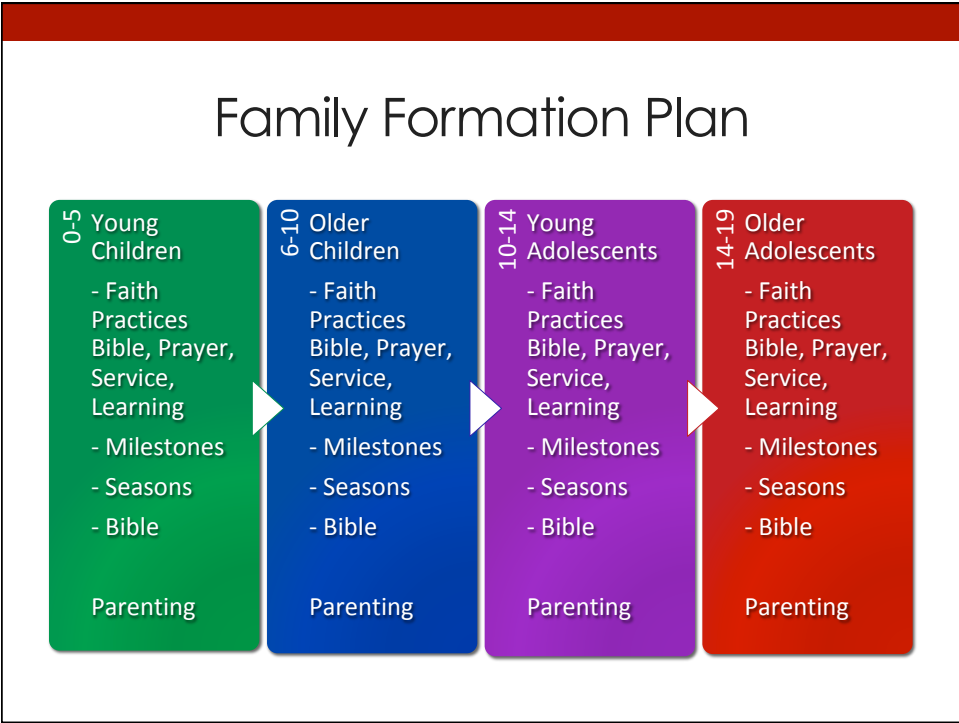 Family Formation Plan
0-5
Young
Children
- Faith
Practices
Bible, Prayer,
Service,
Learning
- Milestones
- Seasons
- Bible
Parenting
6-10
Older
Children
- Faith
Practices
Bible, Prayer,
Service,
Learning
- Milestones
- Seasons
- Bible
Parenting
10-14
Young
Adolescents
- Faith
Practices
Bible, Prayer,
Service,
Learning
- Milestones
- Seasons
- Bible
Parenting
14-19
Older
Adolescents
- Faith
Practices
Bible, Prayer,
Service,
Learning
- Milestones
- Seasons
- Bible
Parenting